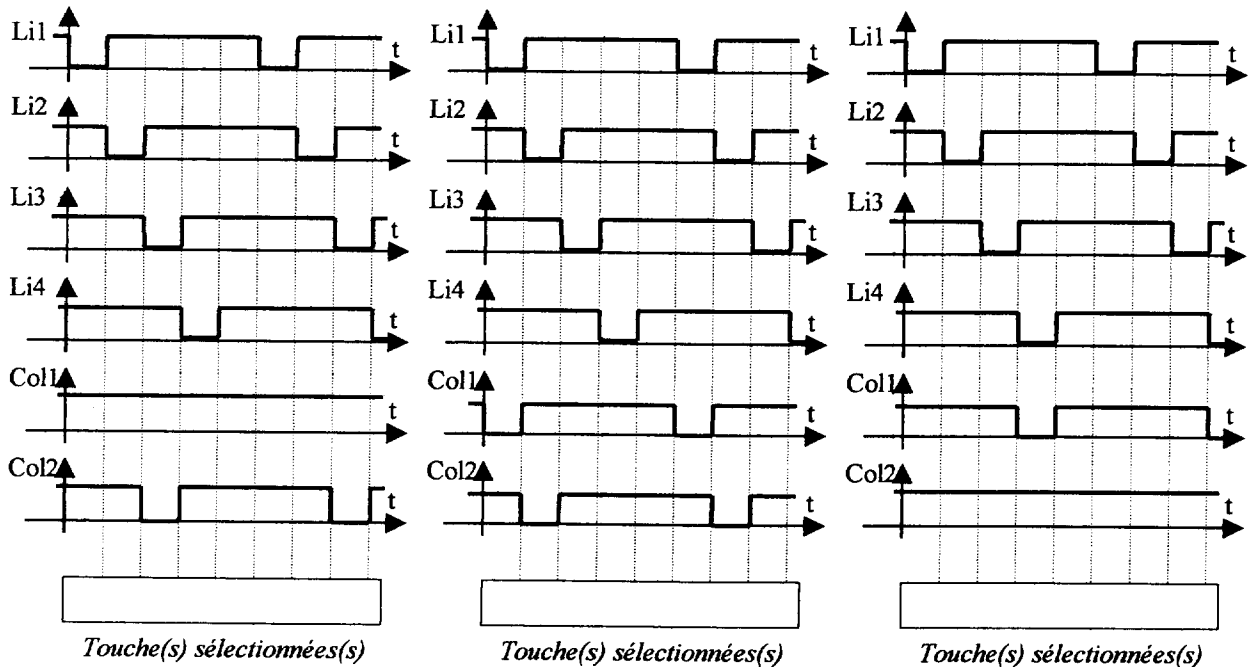 Li1 t Li1 t Li1 t
Li2 t Li2 t Li2 t
Li3 t Li3 t Li3 t
Li4 t Li4 t Li4 t
Col1 t Col1 t Col1 t
Col2 t Col2 t Col2 t
Touche(s) sélectionnées(s) Touche(s) sélectionnées(s) Touche(s) sélectionnées(s)